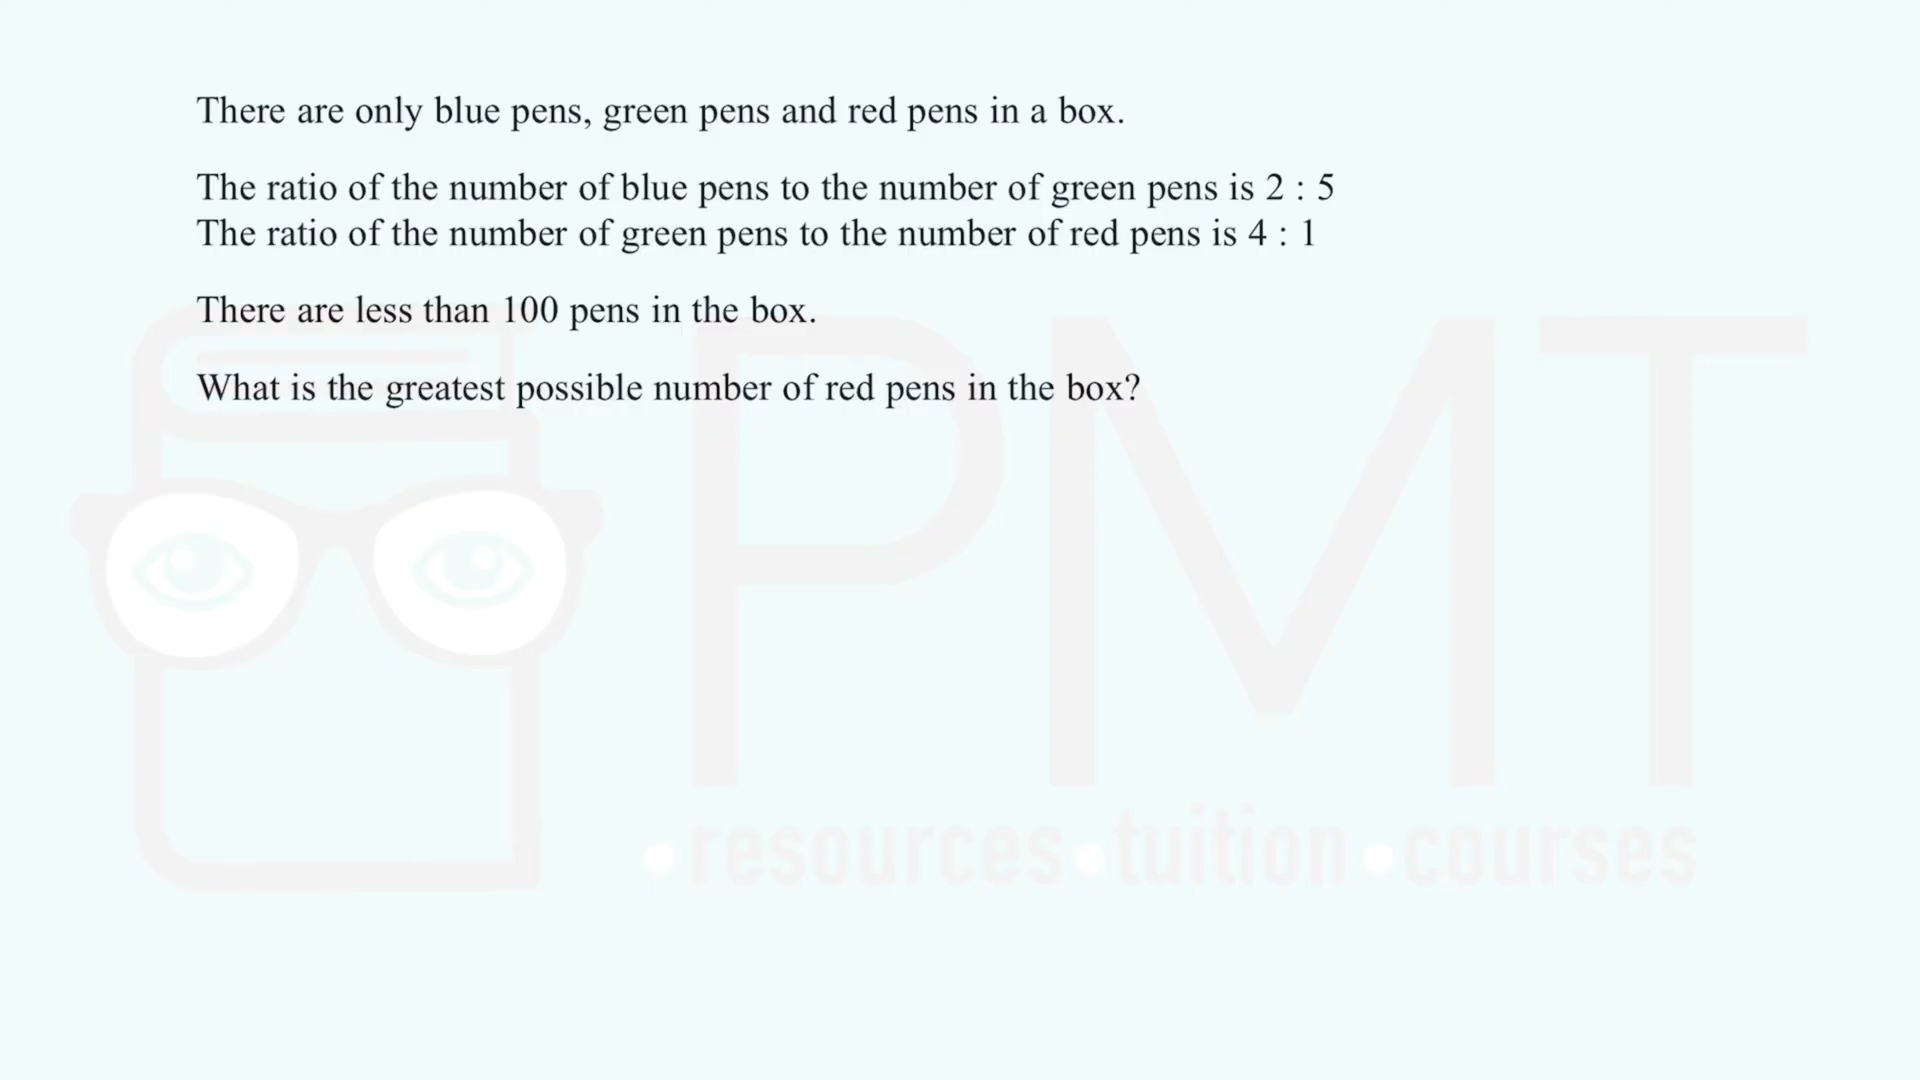 There are only blue pens, green pens and red pens in a box.
The ratio of the number of blue pens to the number of green pens is 2 : 5
The ratio of the number of green pens to the number of red pens is 4 : 1
There are less than 100 pens in the box.
What is the greatest possible number of red pens in the box?
PMT
•resources•tuition•courses